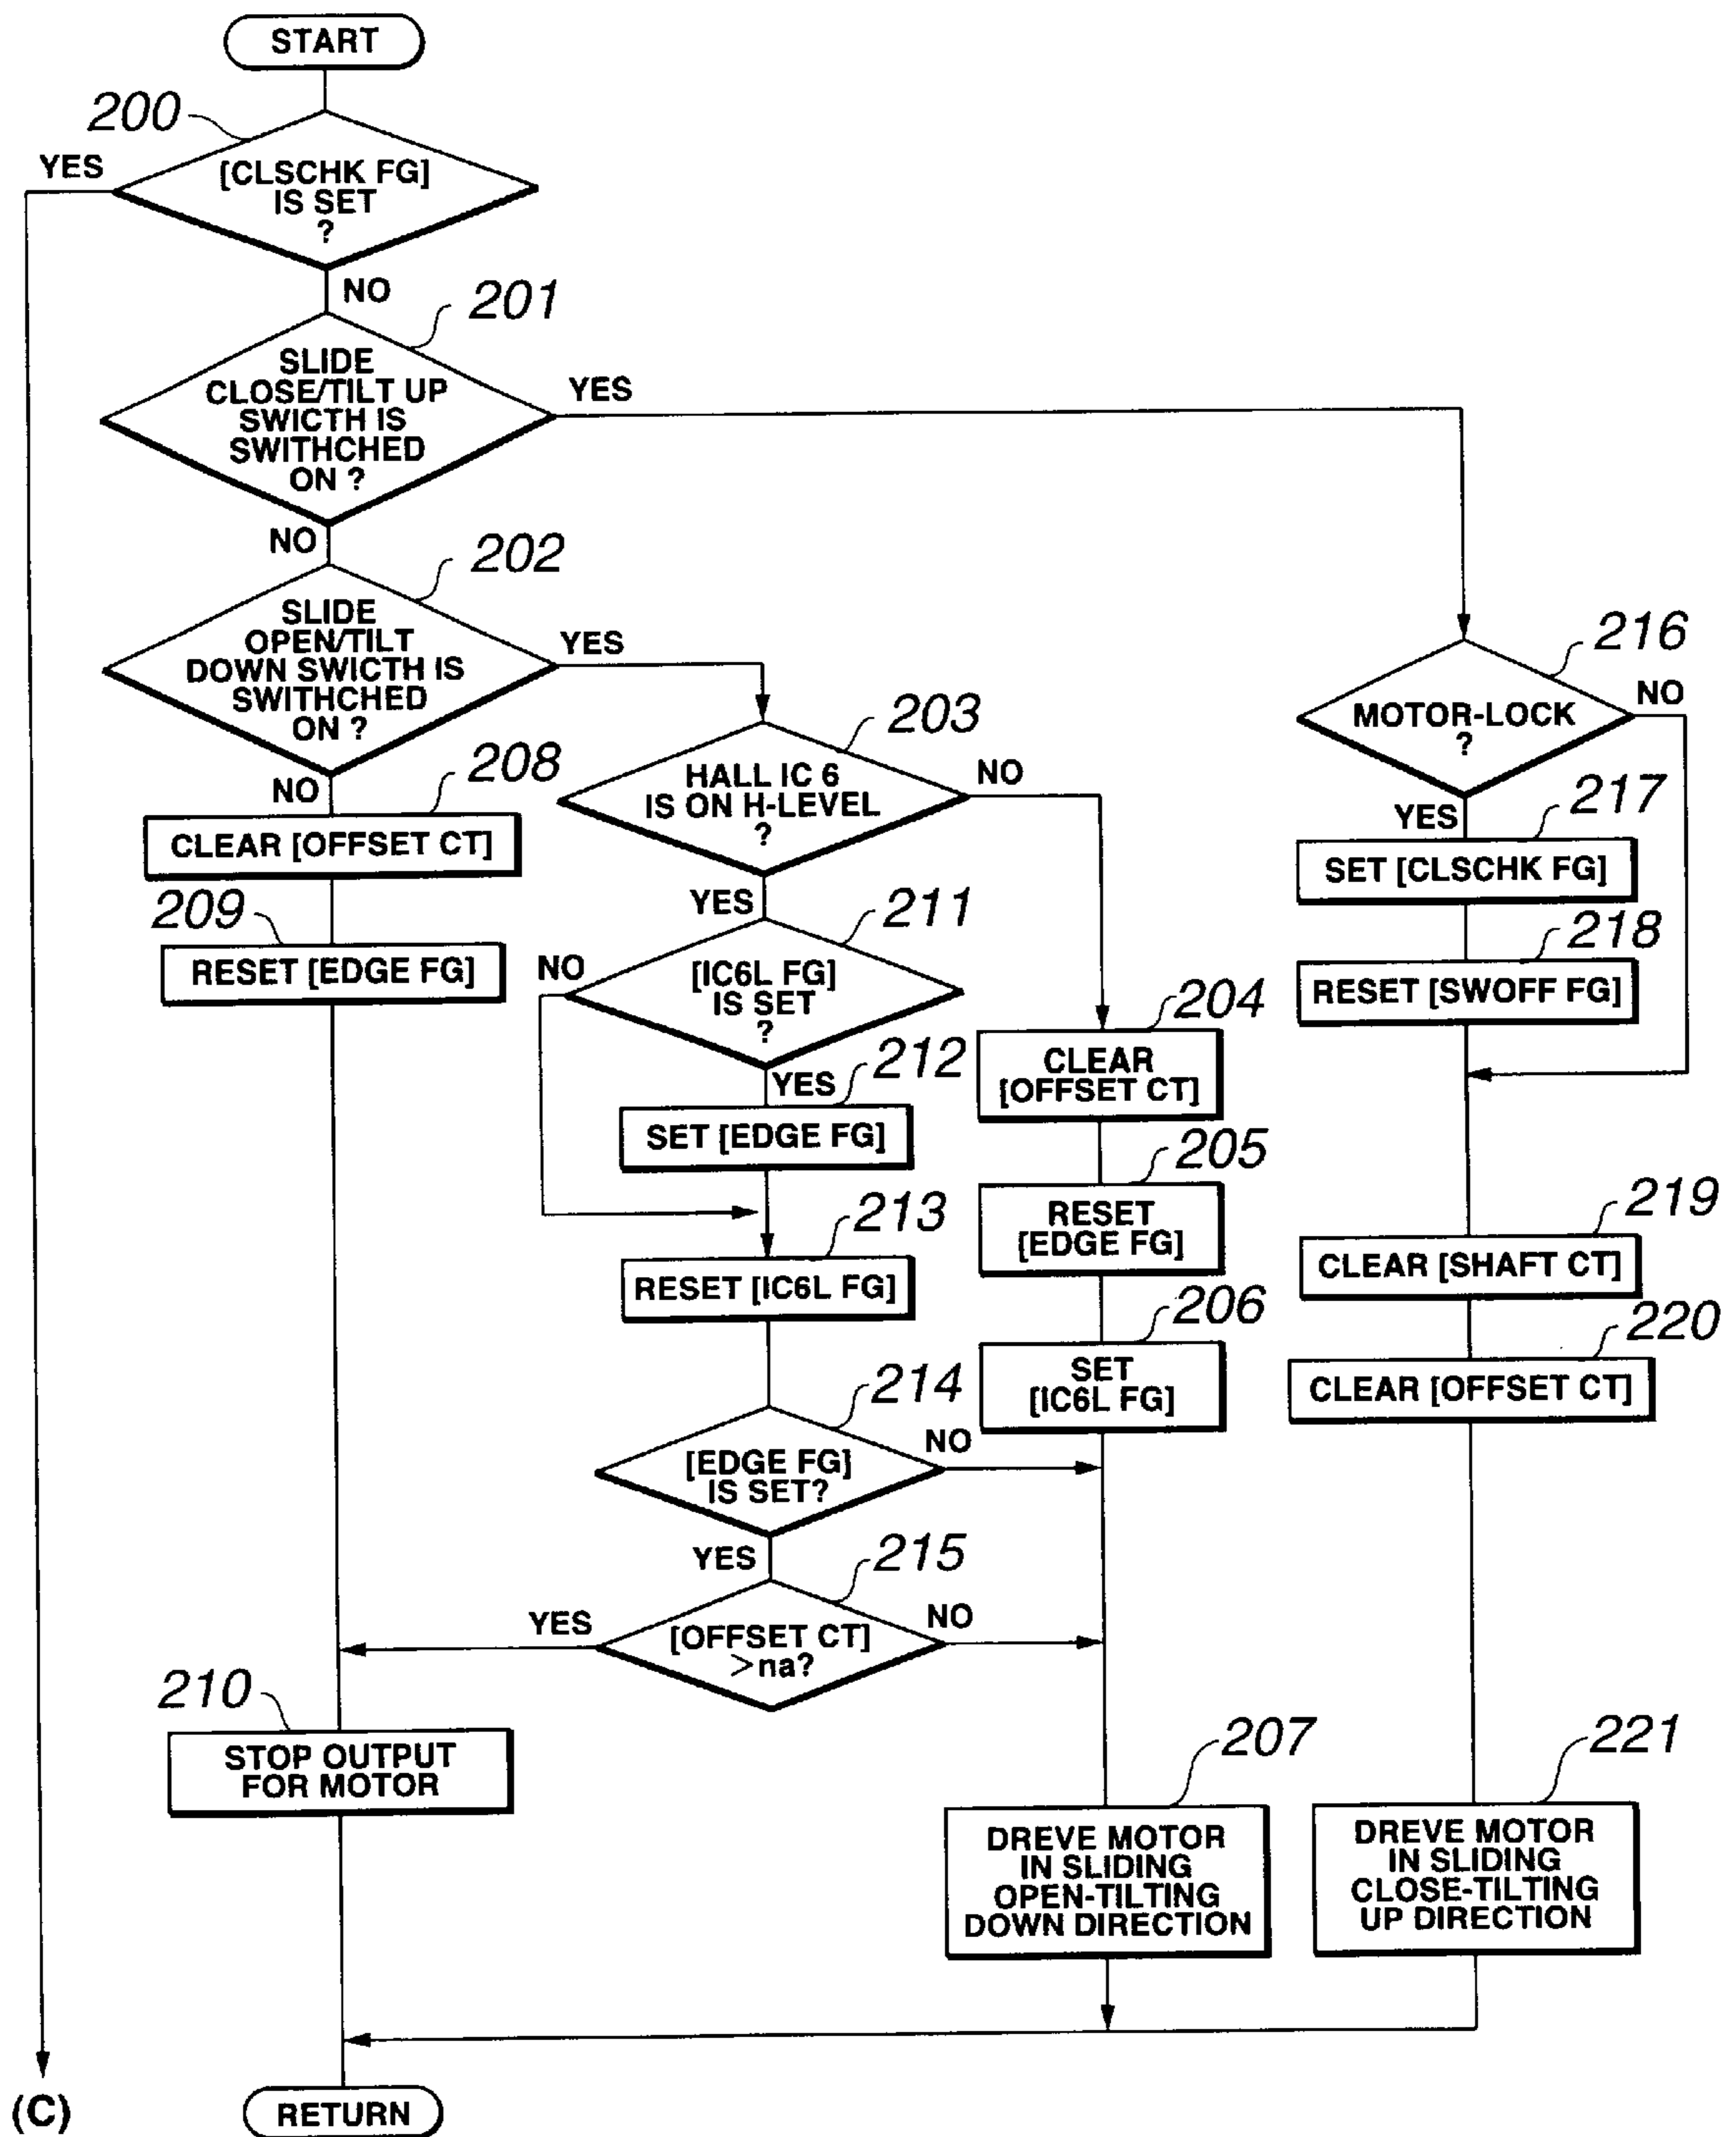 START
200
YES
[CLSCHK FG]
IS SET
?
NO
201
SLIDE
CLOSE/TILT UP
SWICTH IS
SWITHCHED
ON ?
YES
NO
202
SLIDE
OPEN/TILT
DOWN SWICTH IS
SWITHCHED
ON ?
YES
NO
208
CLEAR [OFFSET CT]
209
RESET [EDGE FG]
203
HALL IC 6
IS ON H-LEVEL
?
NO
YES
211
[IC6L FG]
IS SET
?
NO
YES
212
SET [EDGE FG]
213
RESET [IC6L FG]
214
[EDGE FG]
IS SET?
NO
YES
215
[OFFSET CT]
>na?
YES
NO
204
CLEAR
[OFFSET CT]
205
RESET
[EDGE FG]
206
SET
[IC6L FG]
216
MOTOR-LOCK
?
NO
YES
217
SET [CLSCHK FG]
218
RESET [SWOFF FG]
219
CLEAR [SHAFT CT]
220
CLEAR [OFFSET CT]
210
STOP OUTPUT
FOR MOTOR
207
DREVE MOTOR
IN SLIDING
OPEN-TILTING
DOWN DIRECTION
221
DREVE MOTOR
IN SLIDING
CLOSE-TILTING
UP DIRECTION
(C)
RETURN